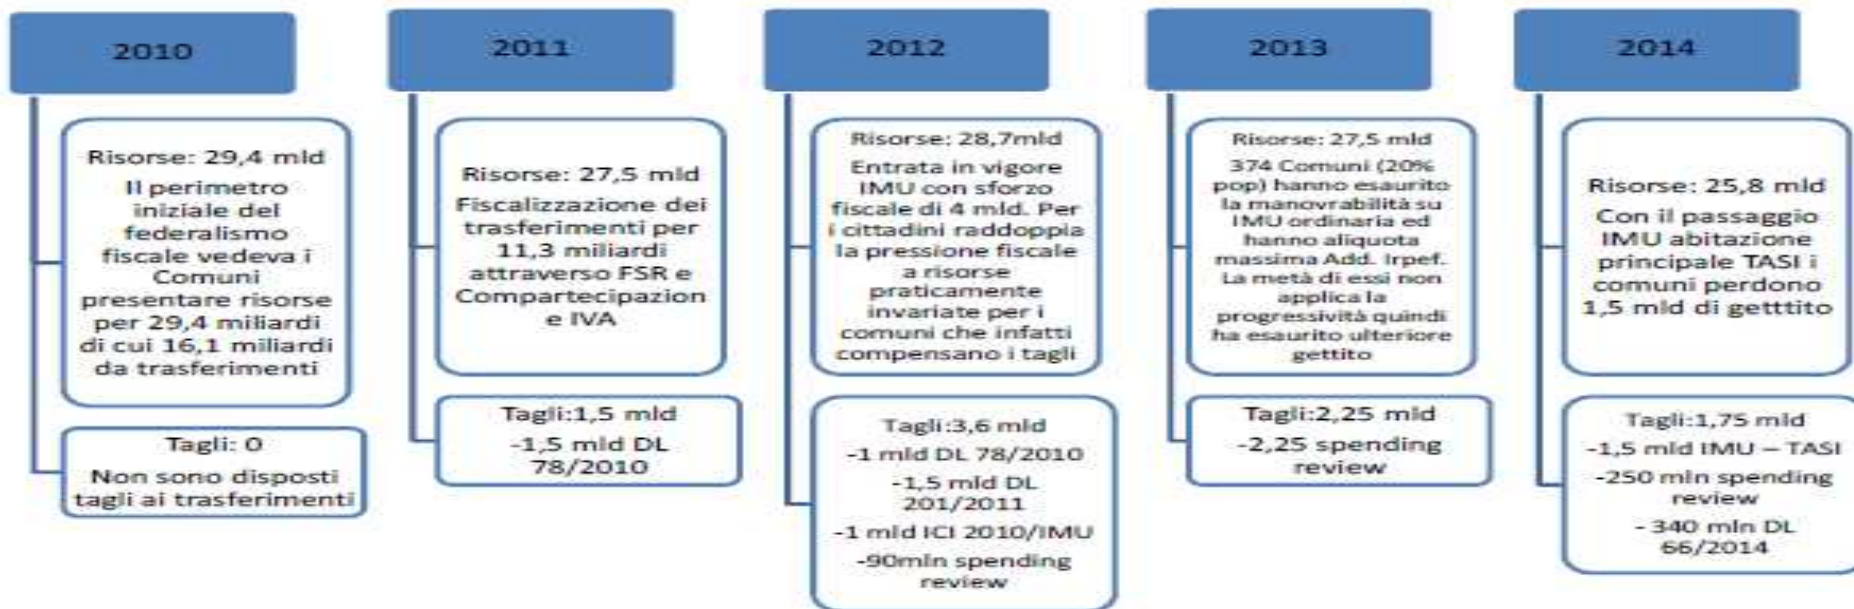 2010
Risorse: 29,4 mld
Il perimetro
iniziale del
federalismo
fiscale vedeva i
Comuni
presentare risorse
per 29,4 miliardi
di cui 16,1 miliardi
da trasferimenti
Tagli: 0
Non sono disposti
tagli ai trasferimenti
2011
Risorse: 27,5 mld
Fiscalizzazione dei
trasferimenti per
11,3 miliardi
attraverso FSR e
Compartecipazion
e IVA
Tagli:1,5 mld
-1,5 mld DL
78/2010
2012
Risorse: 28,7mld
Entrata in vigore
IMU con sforzo
fiscale di 4 mld. Per
i cittadini raddoppia
la pressione fiscale
a risorse
praticamente
invariate per i
comuni che infatti
compensano i tagli
Tagli:3,6 mld
-1 mld DL 78/2010
-1,5 mld DL
201/2011
-1 mld ICI 2010/IMU
-90mln spending
review
2013
Risorse: 27,5 mld
374 Comuni (20%
pop) hanno esaurito
la manovrabilità su
IMU ordinaria ed
hanno aliquota
massima Add. Irpef.
La metà di essi non
applica la
progressività quindi
ha esaurito ulteriore
gettito
Tagli:2,25 mld
-2,25 spending
review
2014
Risorse: 25,8 mld
Con il passaggio
IMU abitazione
principale TASI i
comuni perdono
1,5 mld di getttito
Tagli:1,75 mld
-1,5 mld IMU – TASI
-250 mln spending
review
- 340 mln DL
66/2014